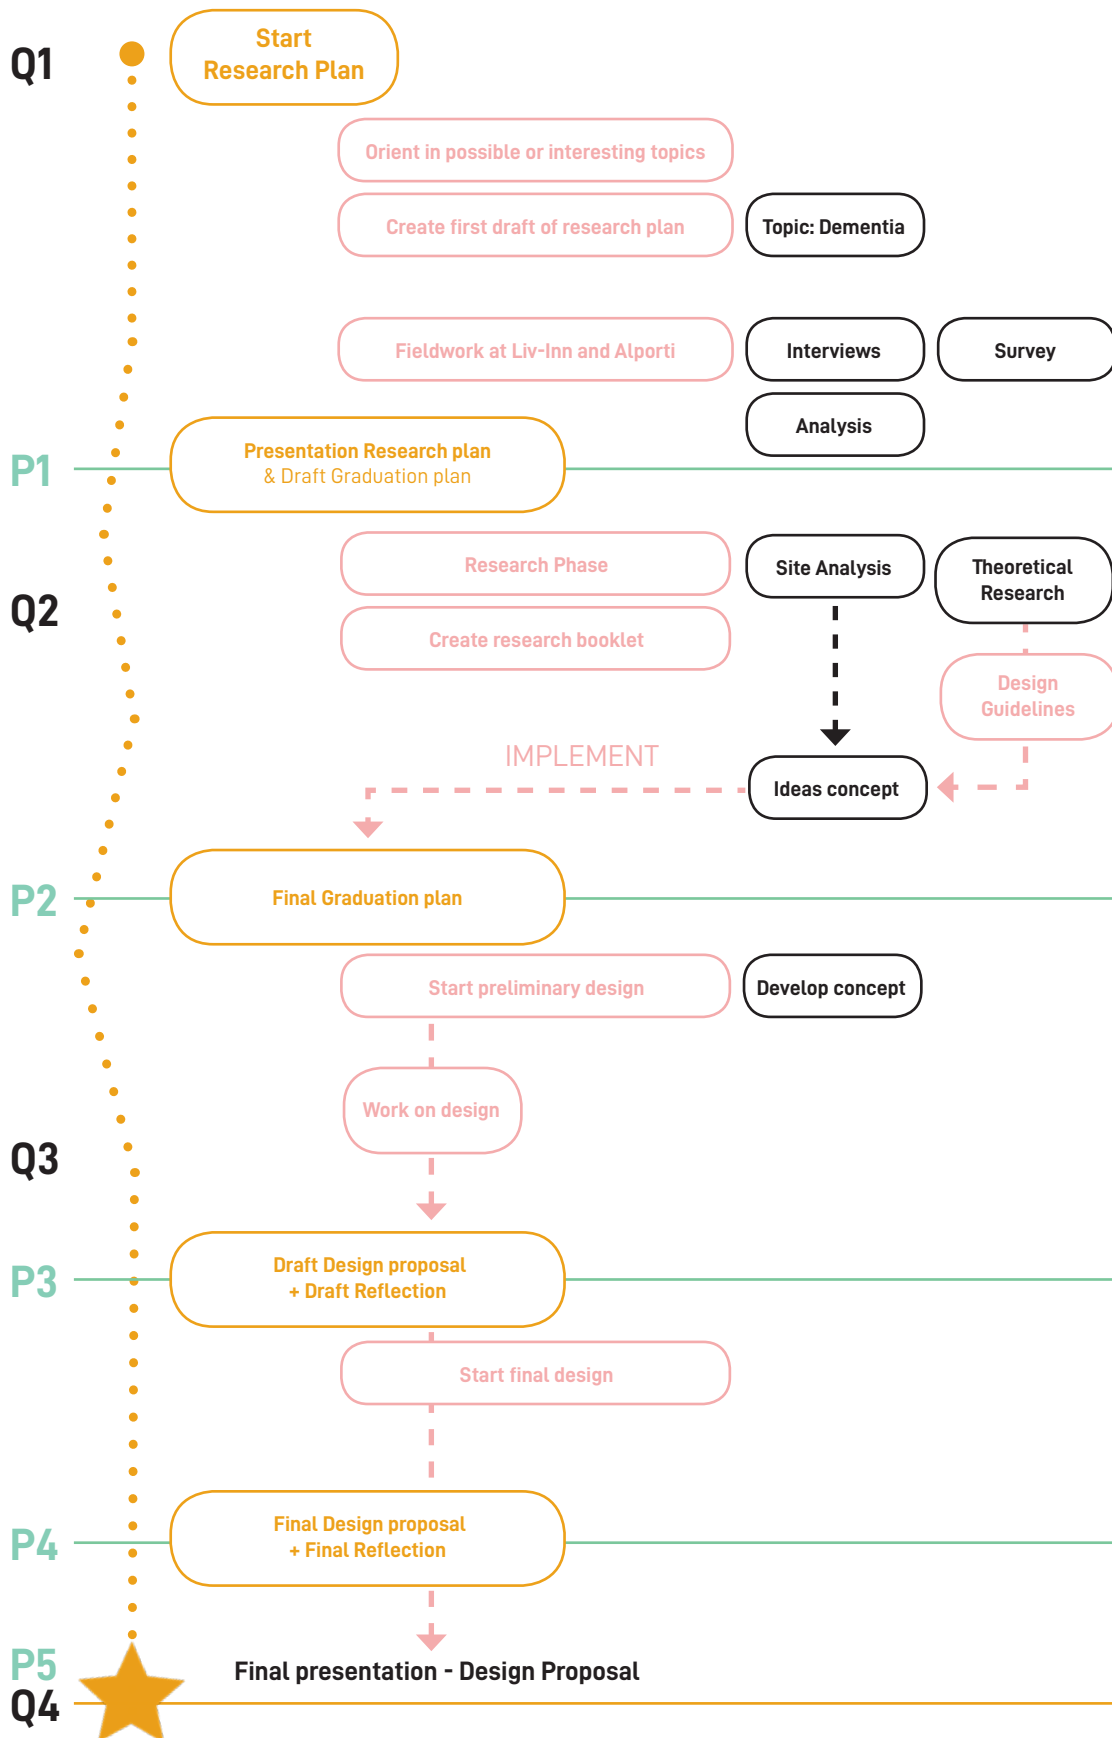 Q1
Start
Research Plan
Orient in possible or interesting topics
Create first draft of research plan
Topic: Dementia
Fieldwork at Liv-Inn and Alporti
Interviews
Survey
Analysis
P1
Presentation Research plan
& Draft Graduation plan
Research Phase
Site Analysis
Theoretical
Research
Q2
Create research booklet
Design
Guidelines
IMPLEMENT
Ideas concept
P2
Final Graduation plan
Start preliminary design
Develop concept
Work on design
Q3
P3
Draft Design proposal
+ Draft Reflection
Start final design
P4
Final Design proposal
+ Final Reflection
P5
Final presentation - Design Proposal
Q4